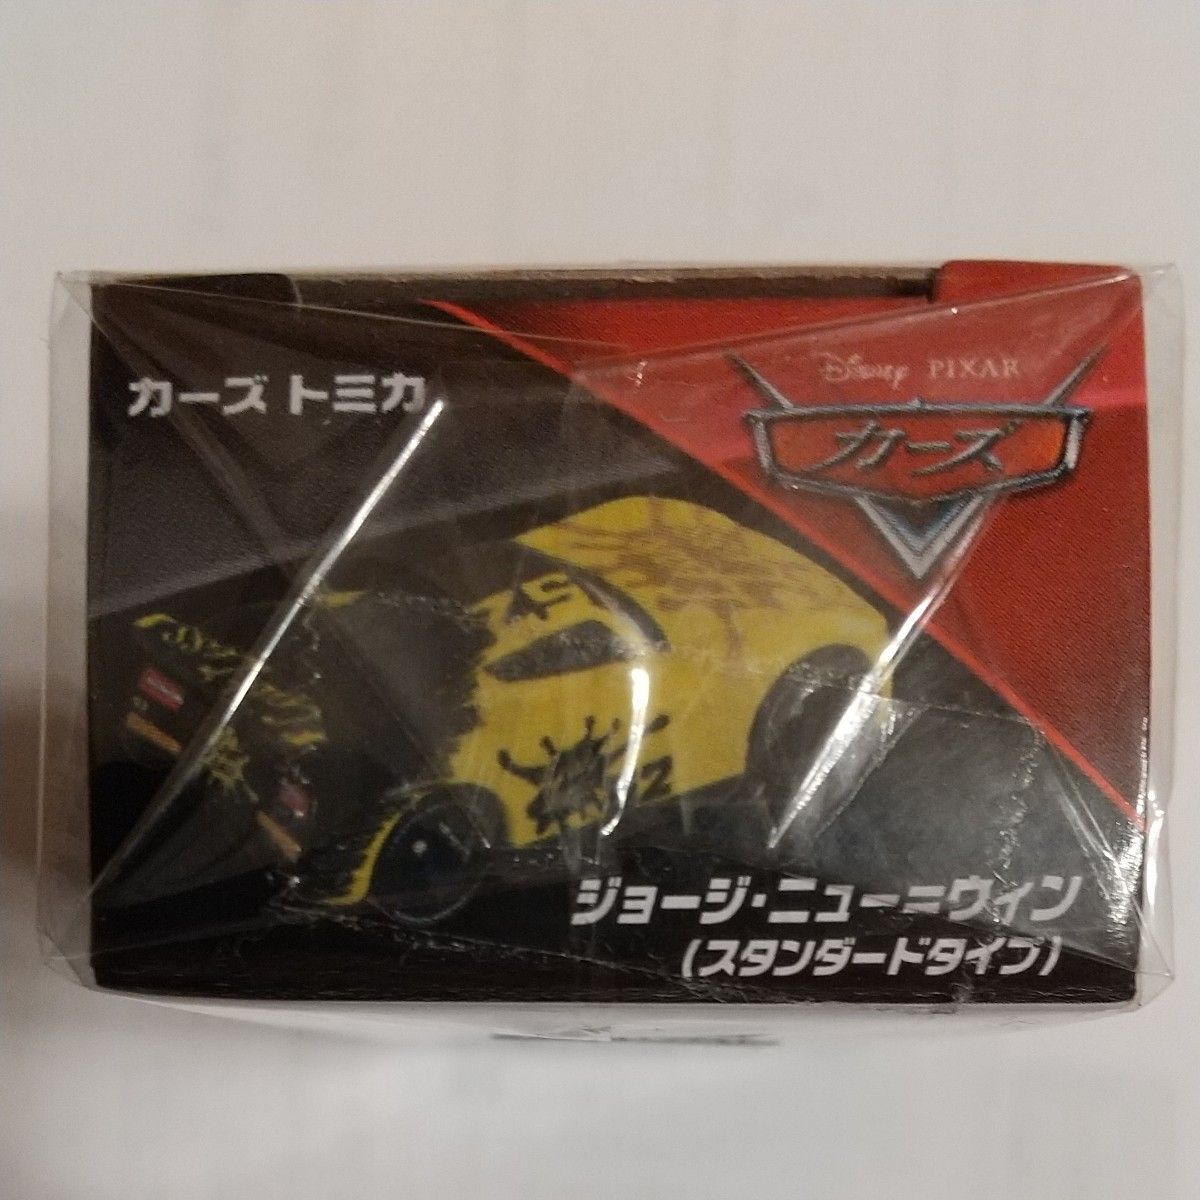 カーズ トミカ
Disney PIXAR
カーズ
ジョージ・ニュー=ウィン
(スタンダードタイプ)